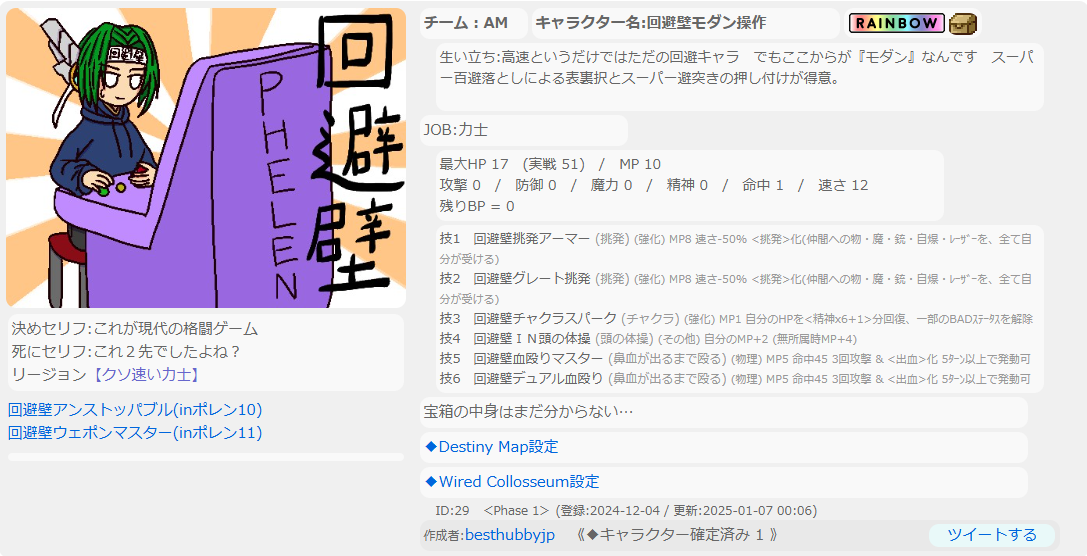 回避壁
回避壁
PHELEN
チーム：AM
キャラクター名:回避壁モダン操作
RAINBOW
生い立ち:高速というだけではただの回避キャラ　でもここからが『モダン』なんです　スーパ
ー百避落としによる表裏択とスーパー避突きの押し付けが得意。
JOB:力士
最大HP 17　(実戦 51)　/　MP 10
攻撃 0　/　防御 0　/　魔力 0　/　精神 0　/　命中 1　/　速さ 12
残りBP = 0
技1　回避壁挑発アーマー (挑発) (強化) MP8 速さ-50% <挑発>化(仲間への物・魔・銃・自爆・ﾚｰｻﾞｰを、全て自
分が受ける)
技2　回避壁グレート挑発 (挑発) (強化) MP8 速さ-50% <挑発>化(仲間への物・魔・銃・自爆・ﾚｰｻﾞｰを、全て自
分が受ける)
技3　回避壁チャクラスパーク (チャクラ) (強化) MP1 自分のHPを<精神x6+1>分回復、一部のBADｽﾃｰﾀｽを解除
技4　回避壁ＩＮ頭の体操 (頭の体操) (その他) 自分のMP+2 (無所属時MP+4)
技5　回避壁血殴りマスター (鼻血が出るまで殴る) (物理) MP5 命中45 3回攻撃 & <出血>化 5ﾀｰﾝ以上で発動可
技6　回避壁デュアル血殴り (鼻血が出るまで殴る) (物理) MP5 命中45 3回攻撃 & <出血>化 5ﾀｰﾝ以上で発動可
決めセリフ:これが現代の格闘ゲーム
死にセリフ:これ２先でしたよね？
リージョン【クソ速い力士】
回避壁アンストッパブル(inポレン10)
回避壁ウェポンマスター(inポレン11)
宝箱の中身はまだ分からない…
◆Destiny Map設定
◆Wired Collosseum設定
ID:29　<Phase 1> (登録:2024-12-04 / 更新:2025-01-07 00:06)
作成者:besthubbyjp　《◆キャラクター確定済み 1 》
ツイートする